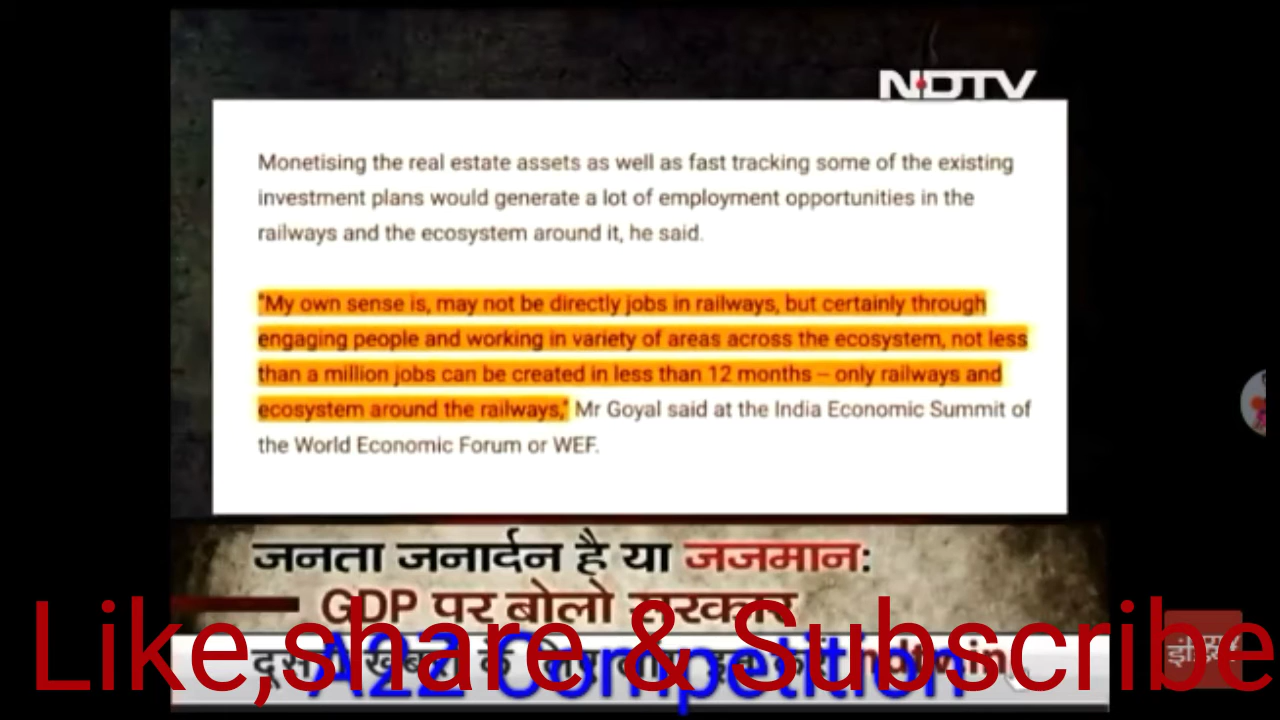 NDTV
Monetising the real estate assets as well as fast tracking some of the existing
investment plans would generate a lot of employment opportunities in the
railways and the ecosystem around it, he said.
"My own sense is, may not be directly jobs in railways, but certainly through
engaging people and working in variety of areas across the ecosystem, not less
than a million jobs can be created in less than 12 months – only railways and
ecosystem around the railways," Mr Goyal said at the India Economic Summit of
the World Economic Forum or WEF.
जनता जनार्दन है या जजमान:
GDP पर बोलो सरकार
Like,share & Subscribe
A2Z Competition
ndtv.in